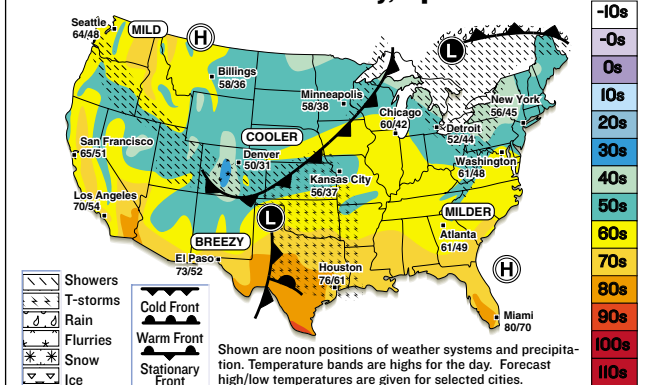 Seattle
64/48
MILD
H
L
Billings
58/36
Minneapolis
58/38
Chicago
60/42
New York
56/45
Detroit
52/44
COOLER
San Francisco
65/51
Denver
50/31
Washington
61/48
Kansas City
56/37
Los Angeles
70/54
L
MILDER
BREEZY
Atlanta
61/49
El Paso
73/52
Houston
76/61
H
Miami
80/70
-10s
-0s
0s
10s
20s
30s
40s
50s
60s
70s
80s
90s
100s
110s
Showers
T-storms
Rain
Flurries
Snow
Ice
Cold Front
Warm Front
Stationary
Front
Shown are noon positions of weather systems and precipita-
tion. Temperature bands are highs for the day. Forecast
high/low temperatures are given for selected cities.